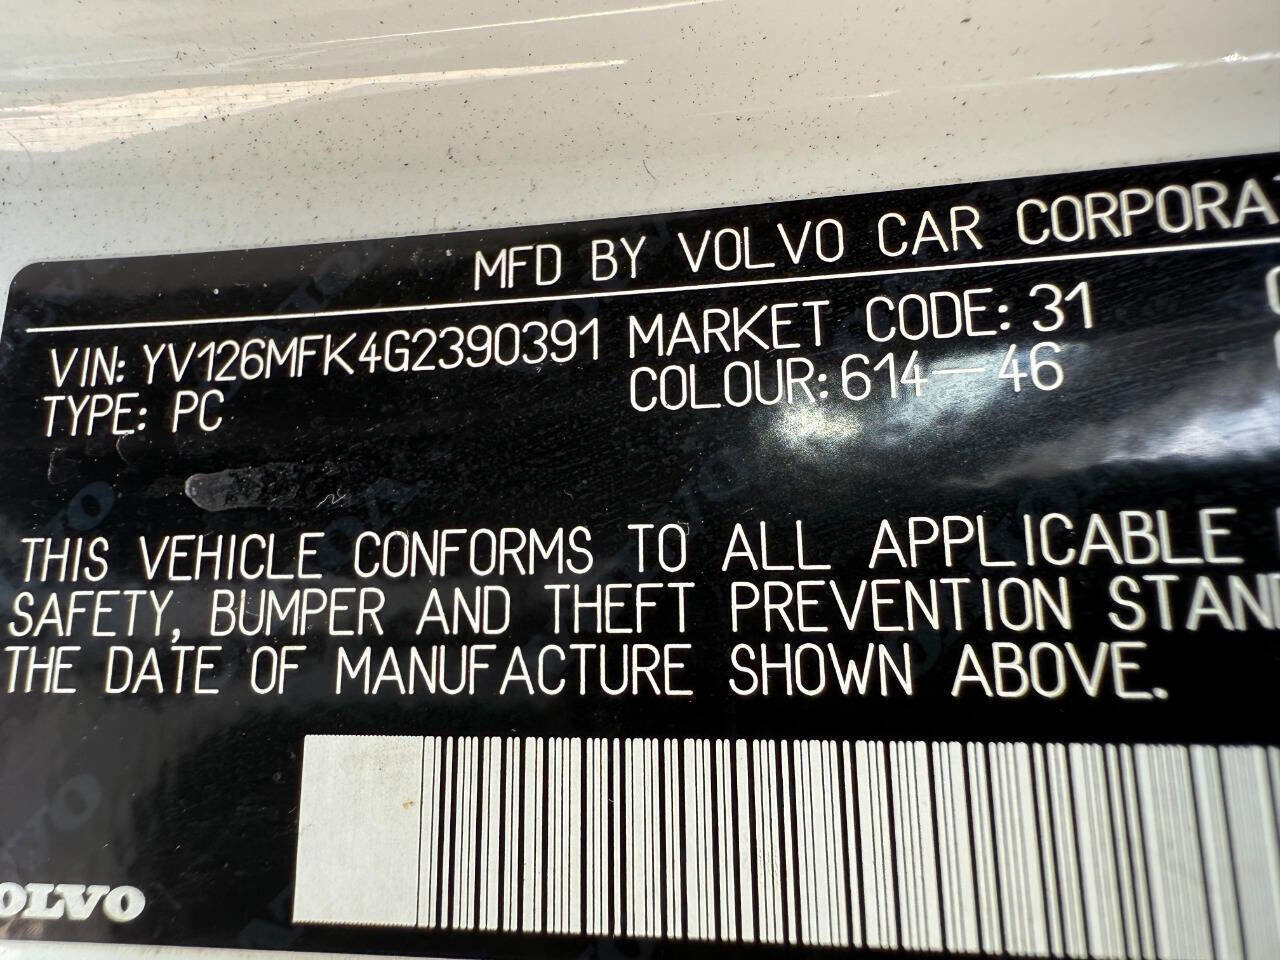 MFD BY VOLVO CAR CORPORA
VIN: YV126MFK4G2390391 MARKET CODE: 31
TYPE: PC COLOUR: 614-46
THIS VEHICLE CONFORMS TO ALL APPLICABLE
SAFETY, BUMPER AND THEFT PREVENTION STAN
THE DATE OF MANUFACTURE SHOWN ABOVE.
OLVO